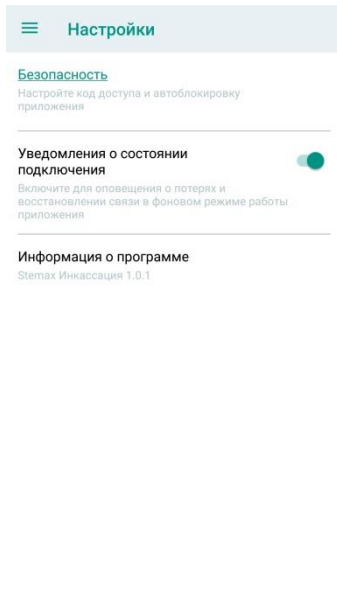 Настройки
Безопасность
Настройте код доступа и автоблокировку
приложения
Уведомления о состоянии
подключения
Включите для оповещения о потерях и
восстановлении связи в фоновом режиме работы
приложения
Информация о программе
Stemax Инкассация 1.0.1